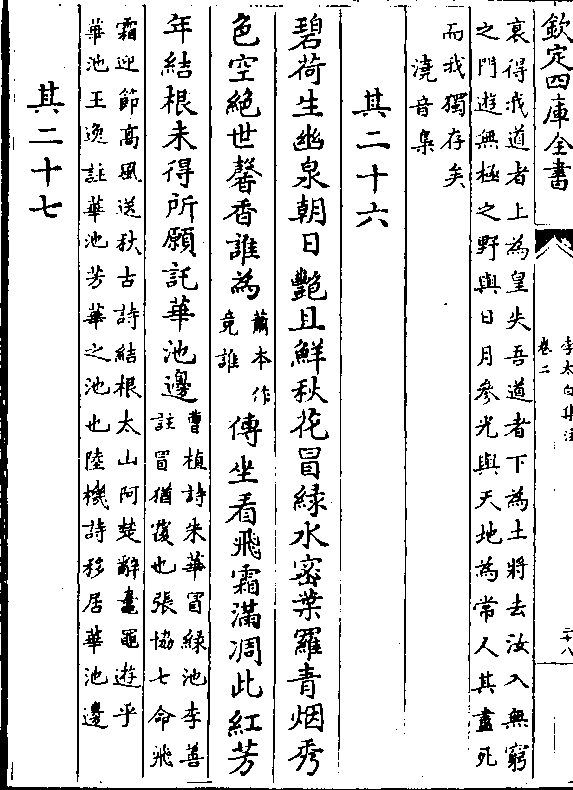 欽定四庫全書
李太白集注
卷二
二十八
哀得我道者上為皇失吾道者下為土將去汝入無窮
之門遊無極之野與日月參光與天地為常人其盡死
而我獨存矣
澆音梟
其二十六
碧荷生幽泉朝日艷且鮮秋花冒緑水密葉羅青烟秀
色空絶世馨香誰為
蕭本作
竟誰
傳坐看飛霜滿凋此紅芳
年結根未得所願託華池邊
曹植詩朱華冒緑池李善
註冒猶覆也張協七命飛
霜迎節高風送秋古詩結根太山阿楚辭鼂黽遊乎
華池王逸註華池芳華之池也陸機詩移居華池邊
其二十七